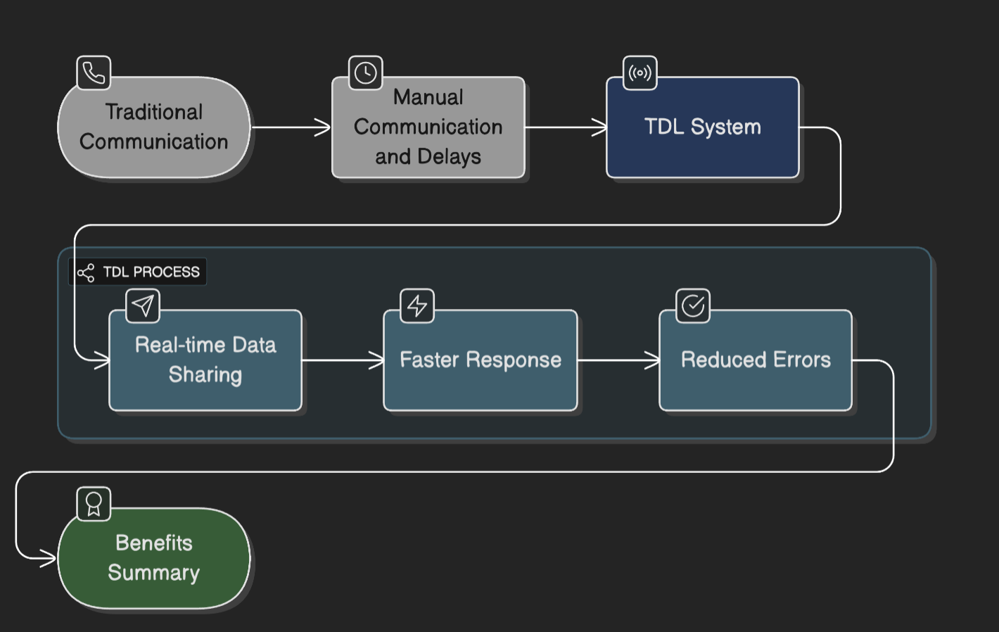 Traditional
Communication
Manual
Communication
and Delays
TDL System
TDL PROCESS
Real-time Data
Sharing
Faster Response
Reduced Errors
Benefits
Summary